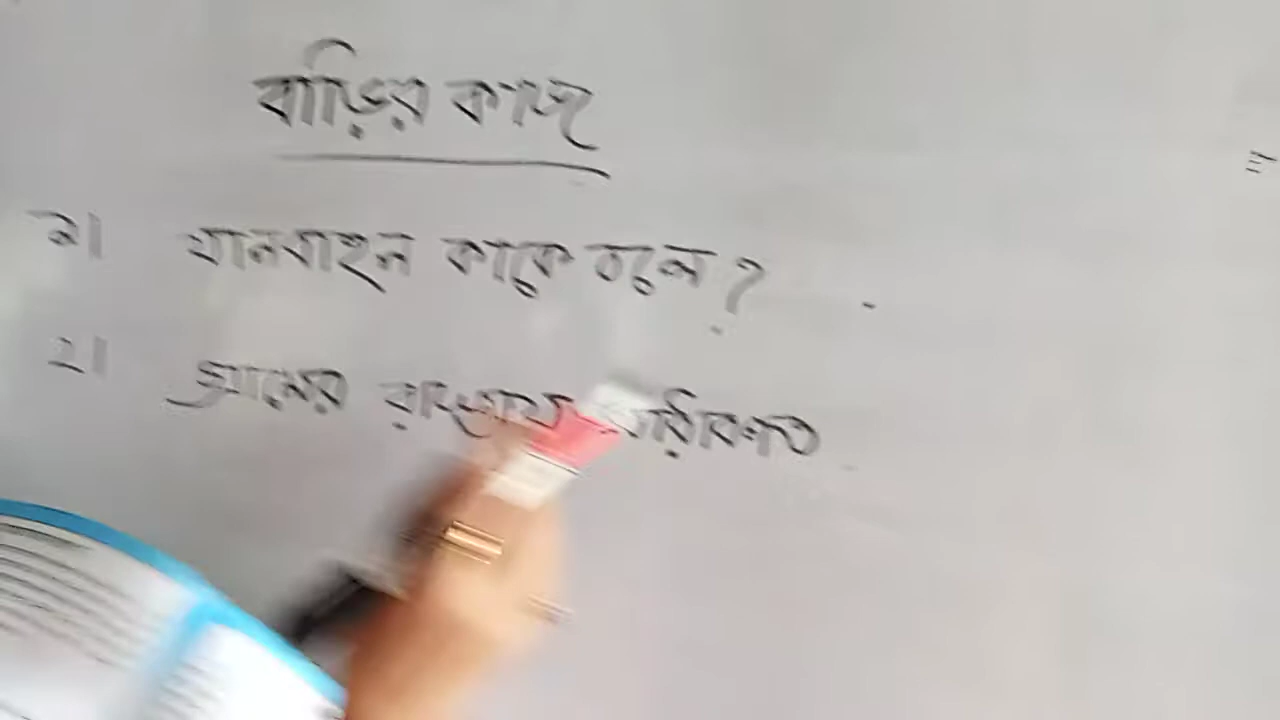 বাড়ির কাজ
১। যানবাহন কাকে বলে?
২। গ্রামের রাস্তায়